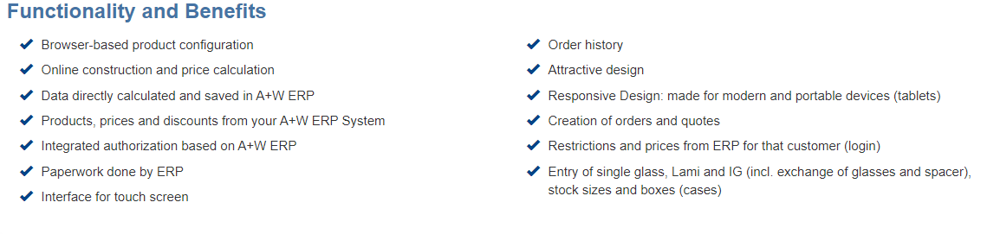 Functionality and Benefits
Browser-based product configuration
Online construction and price calculation
Data directly calculated and saved in A+W ERP
Products, prices and discounts from your A+W ERP System
Integrated authorization based on A+W ERP
Paperwork done by ERP
Interface for touch screen
Order history
Attractive design
Responsive Design: made for modern and portable devices (tablets)
Creation of orders and quotes
Restrictions and prices from ERP for that customer (login)
Entry of single glass, Lami and IG (incl. exchange of glasses and spacer),
stock sizes and boxes (cases)